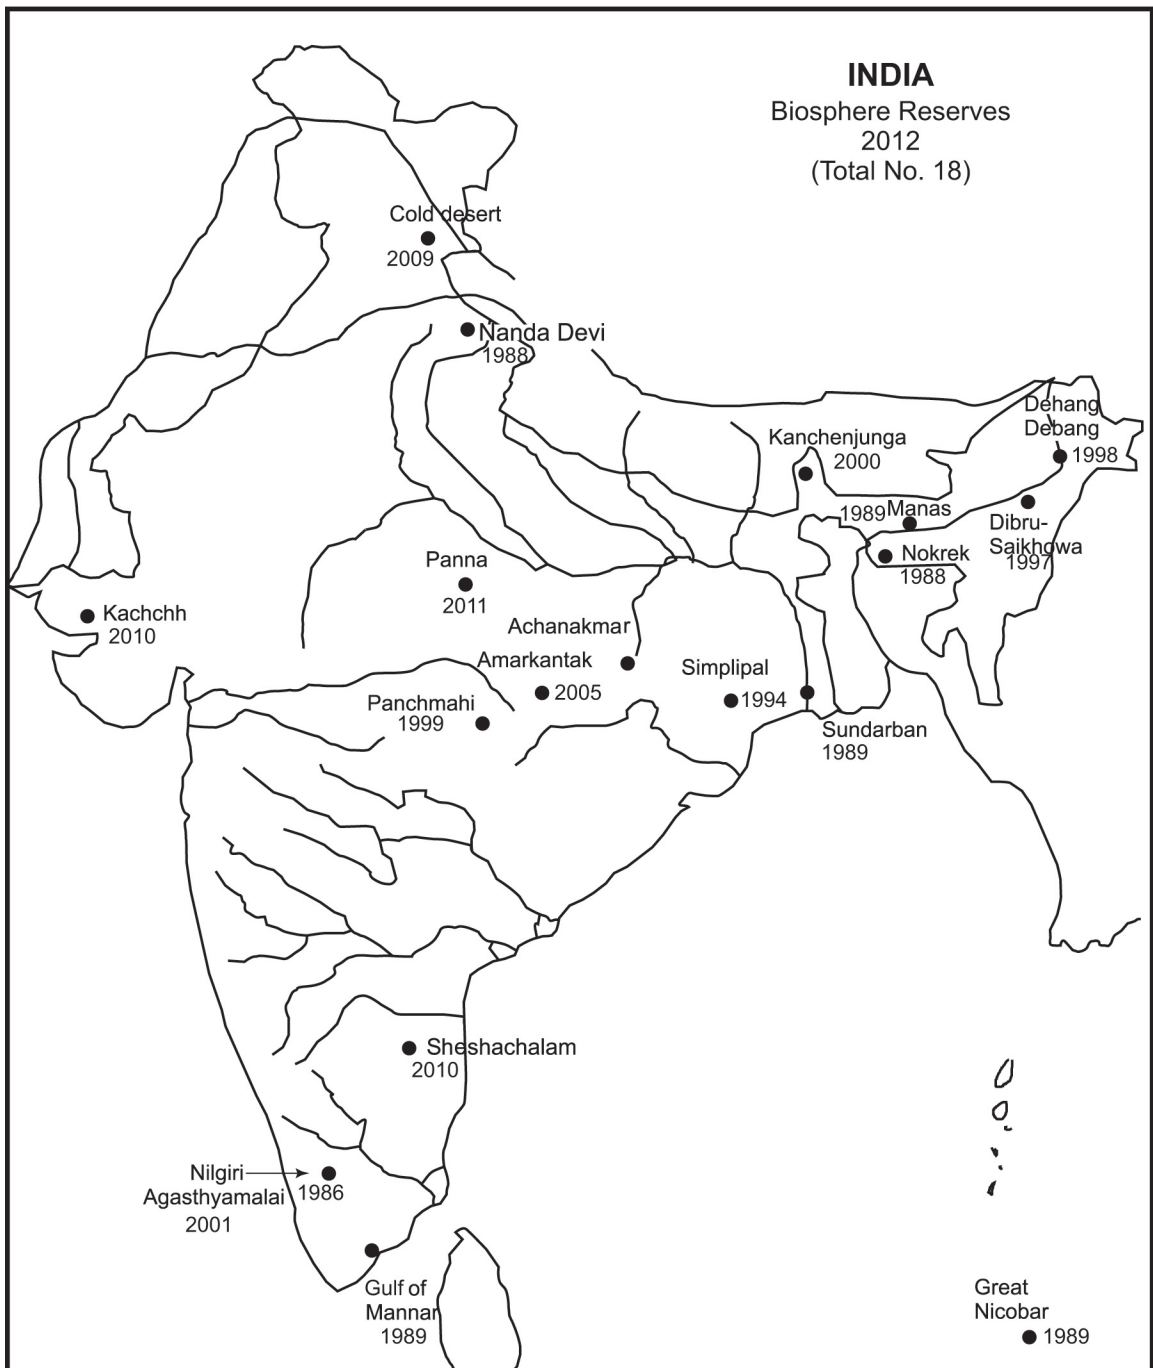 INDIA
Biosphere Reserves
2012
(Total No. 18)
Cold desert
2009
Nanda Devi
1988
Dehang
Debang
1998
Kanchenjunga
2000
1989 Manas
Dibru-
Saikhowa
1997
Nokrek
1988
Panna
2011
Kachchh
2010
Achanakmar
Amarkantak
2005
Simplipal
1994
Panchmahi
1999
Sundarban
1989
Sheshachalam
2010
Nilgiri
1986
Agasthyamalai
2001
Gulf of
Mannar
1989
Great
Nicobar
1989